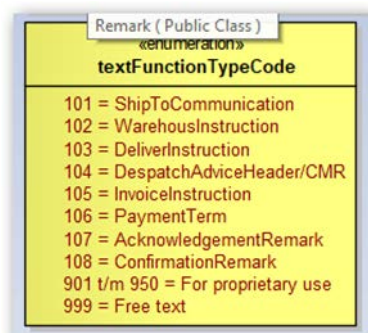 Remark ( Public Class )
«enumeration»
textFunctionTypeCode
101 = ShipToCommunication
102 = WarehousInstruction
103 = DeliverInstruction
104 = DespatchAdviceHeader/CMR
105 = InvoiceInstruction
106 = PaymentTerm
107 = AcknowledgementRemark
108 = ConfirmationRemark
901 t/m 950 = For proprietary use
999 = Free text